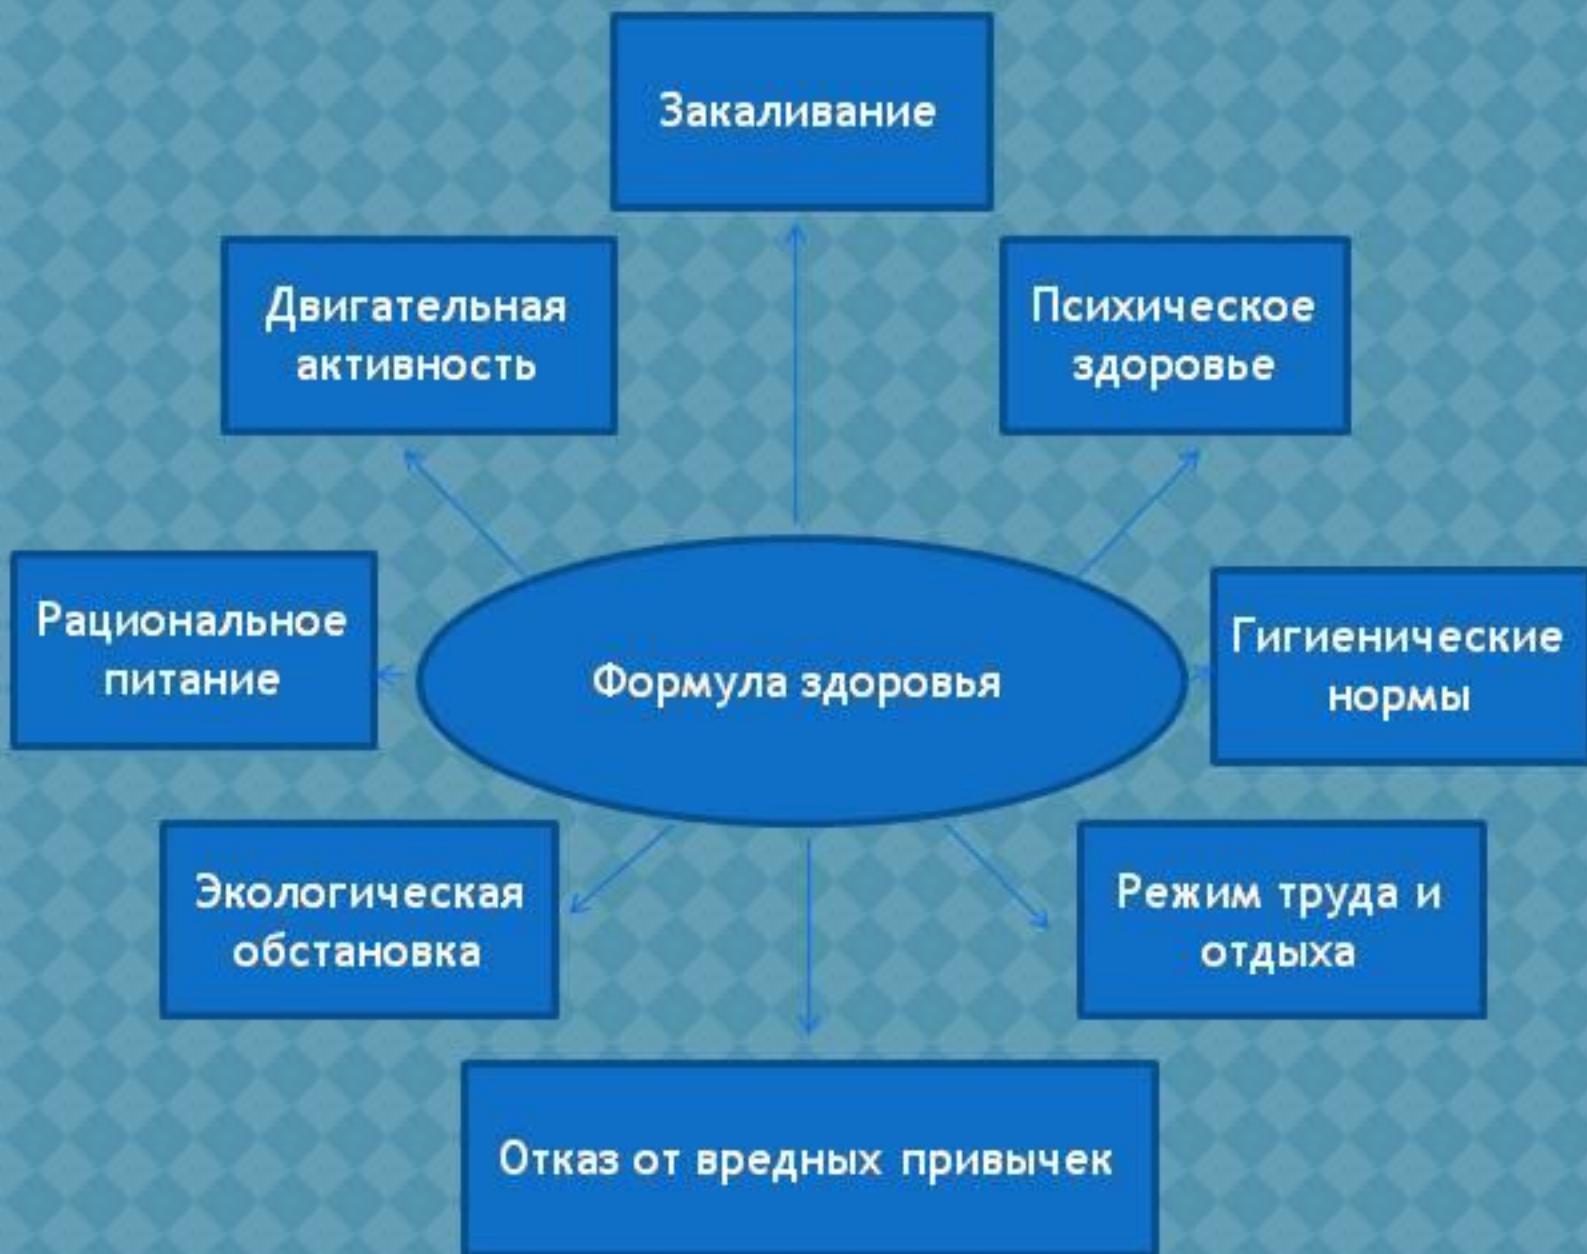 Закаливание
Двигательная
активность
Психическое
здоровье
Рациональное
питание
Формула здоровья
Гигиенические
нормы
Экологическая
обстановка
Режим труда и
отдыха
Отказ от вредных привычек